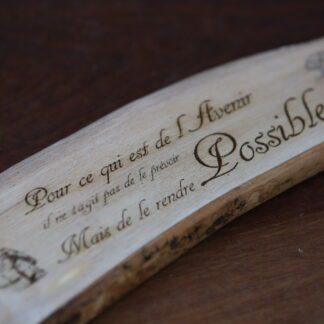 Pour ce qui est de l'Avenir
il ne s'agit pas de le prévoir
Mais de le rendre Possible